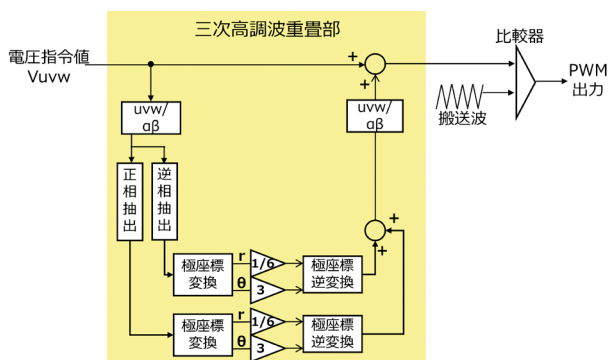 三次高調波重畳部
比較器
電圧指令値
Vuvw
+
+
PWM
出力
搬送波
uvw/
αβ
uvw/
αβ
正相抽出
逆相抽出
+
+
極座標
変換
r
θ
1/6
3
極座標
逆変換
極座標
変換
r
θ
1/6
3
極座標
逆変換